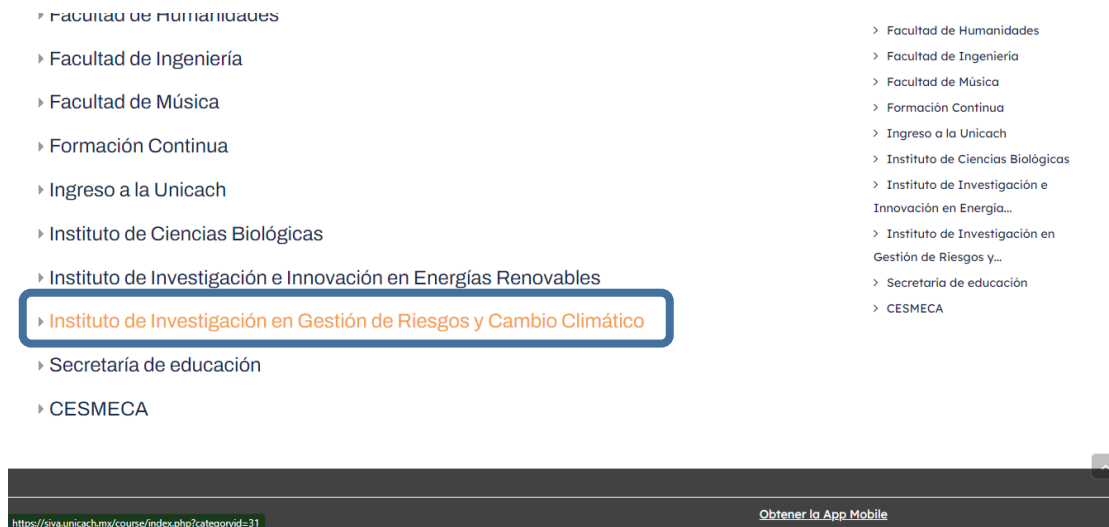 Facultad de Humanidades
Facultad de Ingeniería
Facultad de Música
Formación Continua
Ingreso a la Unicach
Instituto de Ciencias Biológicas
Instituto de Investigación e Innovación en Energías Renovables
Instituto de Investigación en Gestión de Riesgos y Cambio Climático
Secretaría de educación
CESMECA
> Facultad de Humanidades
> Facultad de Ingeniería
> Facultad de Música
> Formación Continua
> Ingreso a la Unicach
> Instituto de Ciencias Biológicas
> Instituto de Investigación e
Innovación en Energía...
> Instituto de Investigación en
Gestión de Riesgos y...
> Secretaría de educación
> CESMECA
Obtener la App Mobile
https://siva.unicach.mx/course/index.php?categoryid=31